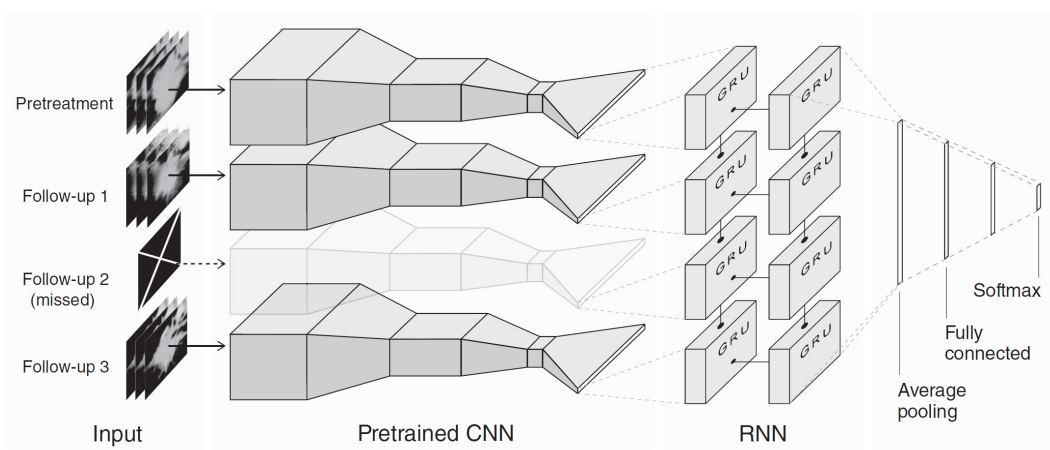 Pretreatment
Follow-up 1
Follow-up 2
(missed)
Follow-up 3
GRU GRU
GRU GRU
GRU GRU
GRU GRU
Softmax
Fully
connected
Average
pooling
Input
Pretrained CNN
RNN